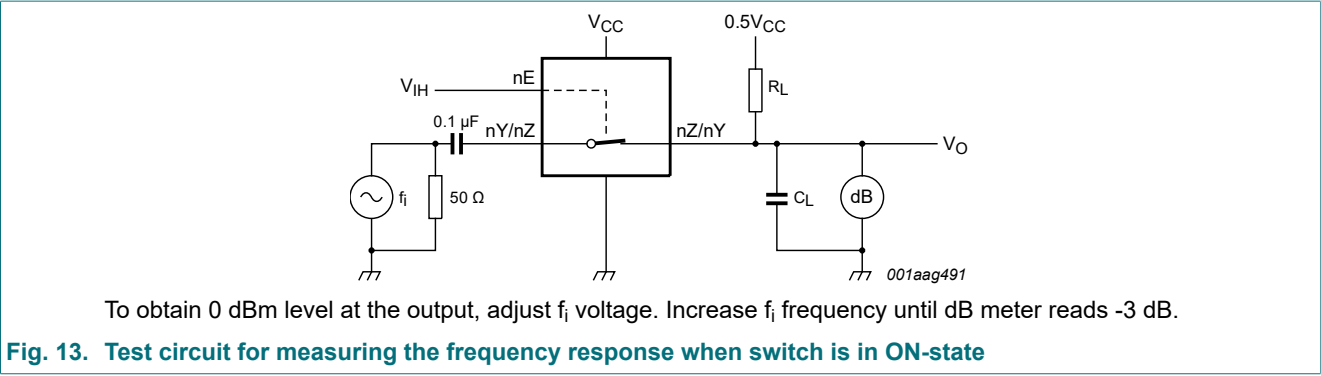 VCC
0.5VCC
nE
VIH
RL
0.1 µF
nY/nZ
nZ/nY
VO
fi
50 Ω
CL
dB
001aag491
To obtain 0 dBm level at the output, adjust fi voltage. Increase fi frequency until dB meter reads -3 dB.
Fig. 13. Test circuit for measuring the frequency response when switch is in ON-state